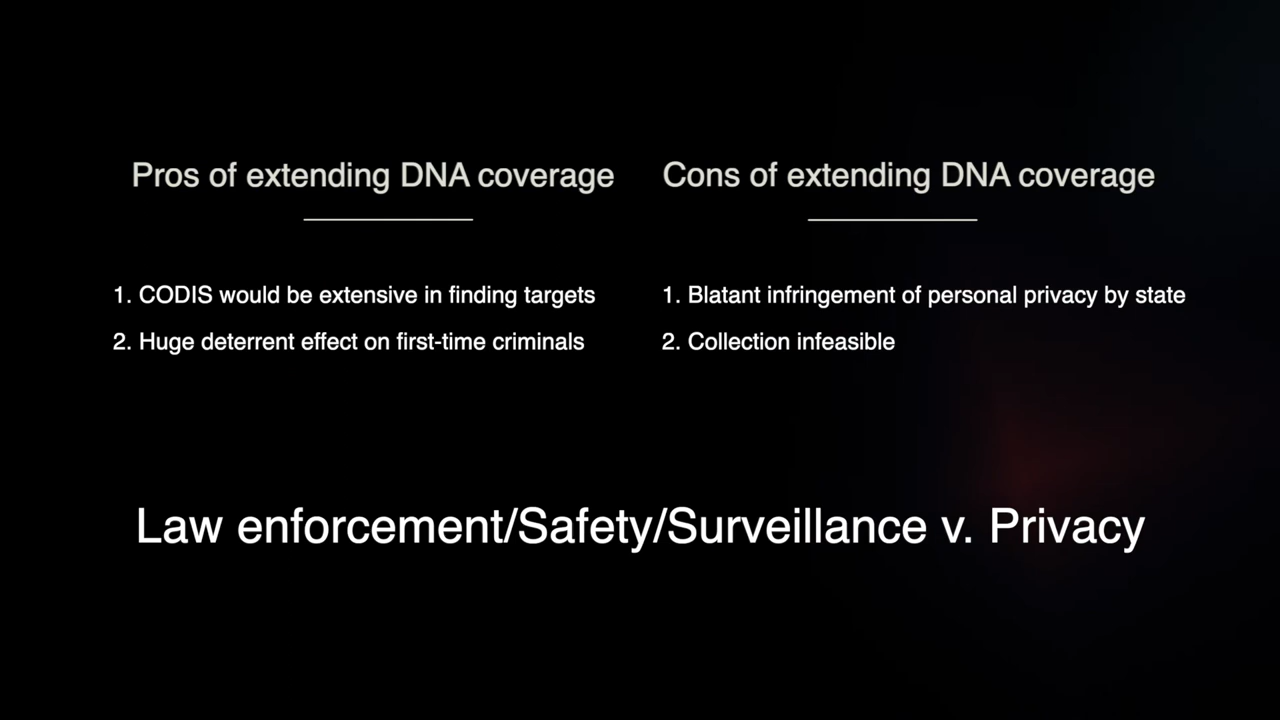 Pros of extending DNA coverage
1. CODIS would be extensive in finding targets
2. Huge deterrent effect on first-time criminals
Cons of extending DNA coverage
1. Blatant infringement of personal privacy by state
2. Collection infeasible
Law enforcement/Safety/Surveillance v. Privacy